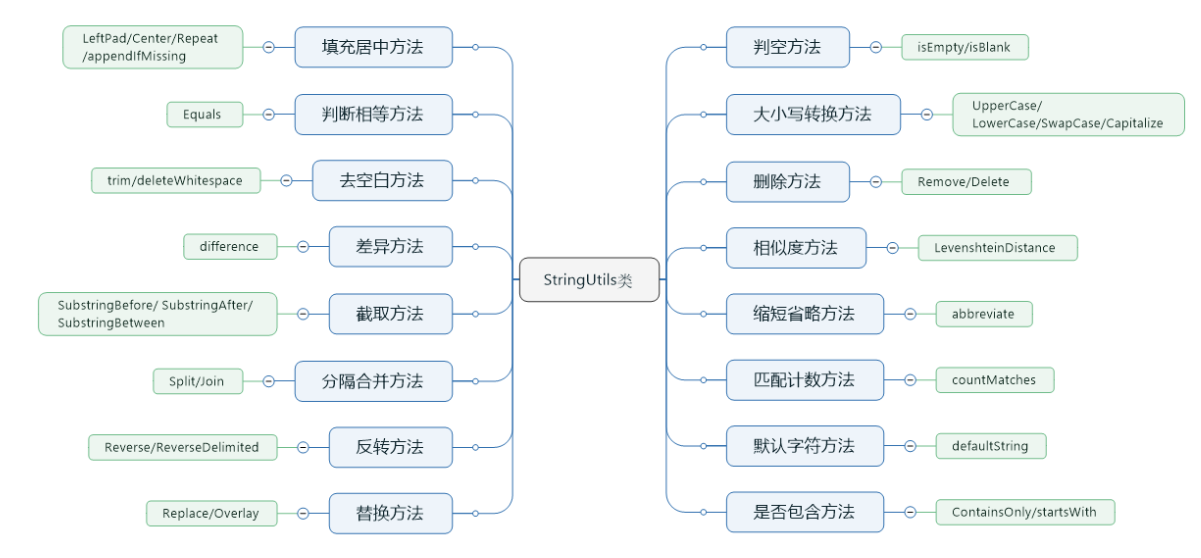 StringUtils类
填充居中方法
LeftPad/Center/Repeat
/appendIfMissing
判断相等方法
Equals
去空白方法
trim/deleteWhitespace
差异方法
difference
截取方法
SubstringBefore/ SubstringAfter/
SubstringBetween
分隔合并方法
Split/Join
反转方法
Reverse/ReverseDelimited
替换方法
Replace/Overlay
判空方法
isEmpty/isBlank
大小写转换方法
UpperCase/
LowerCase/SwapCase/Capitalize
删除方法
Remove/Delete
相似度方法
LevenshteinDistance
缩短省略方法
abbreviate
匹配计数方法
countMatches
默认字符方法
defaultString
是否包含方法
ContainsOnly/startsWith